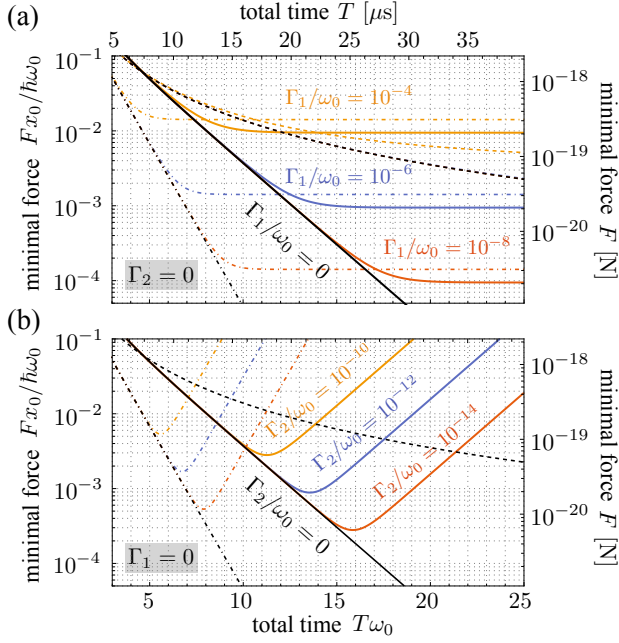 total time T [μs]
(a)
5 10 15 20 25 30 35
minimal force Fx₀/ħω₀
10⁻¹
10⁻²
10⁻³
10⁻⁴
Γ₁/ω₀ = 10⁻⁴
Γ₁/ω₀ = 10⁻⁶
Γ₁/ω₀ = 10⁻⁸
Γ₁/ω₀ = 0
Γ₂ = 0
10⁻¹⁸
10⁻¹⁹
10⁻²⁰
minimal force F [N]
(b)
minimal force Fx₀/ħω₀
10⁻¹
10⁻²
10⁻³
10⁻⁴
Γ₂/ω₀ = 10⁻¹⁰
Γ₂/ω₀ = 10⁻¹²
Γ₂/ω₀ = 10⁻¹⁴
Γ₂/ω₀ = 0
Γ₁ = 0
10⁻¹⁸
10⁻¹⁹
10⁻²⁰
minimal force F [N]
5 10 15 20 25
total time Tω₀